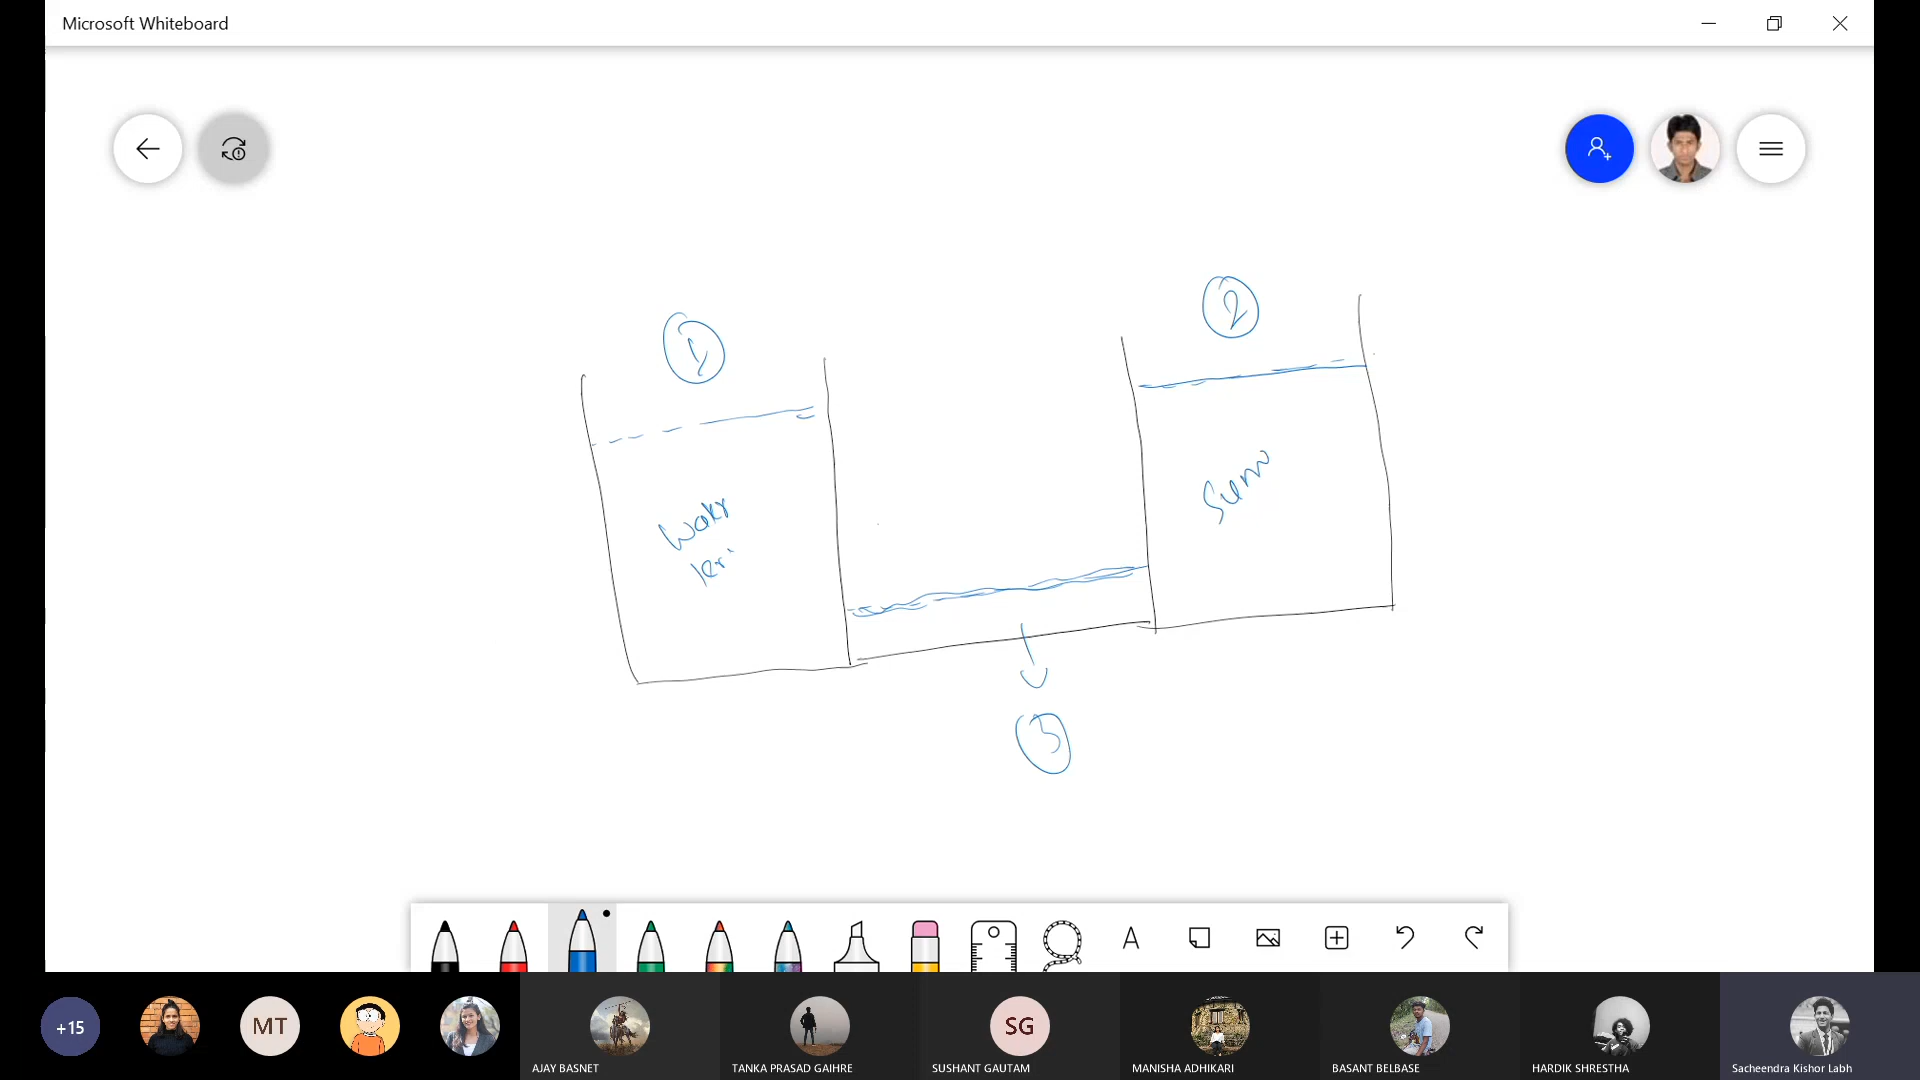 Microsoft Whiteboard
1
2
Sum
3
A
+15
MT
SG
AJAY BASNET
TANKA PRASAD GAIHRE
SUSHANT GAUTAM
MANISHA ADHIKARI
BASANT BELBASE
HARDIK SHRESTHA
Sacheendra Kishor Labh